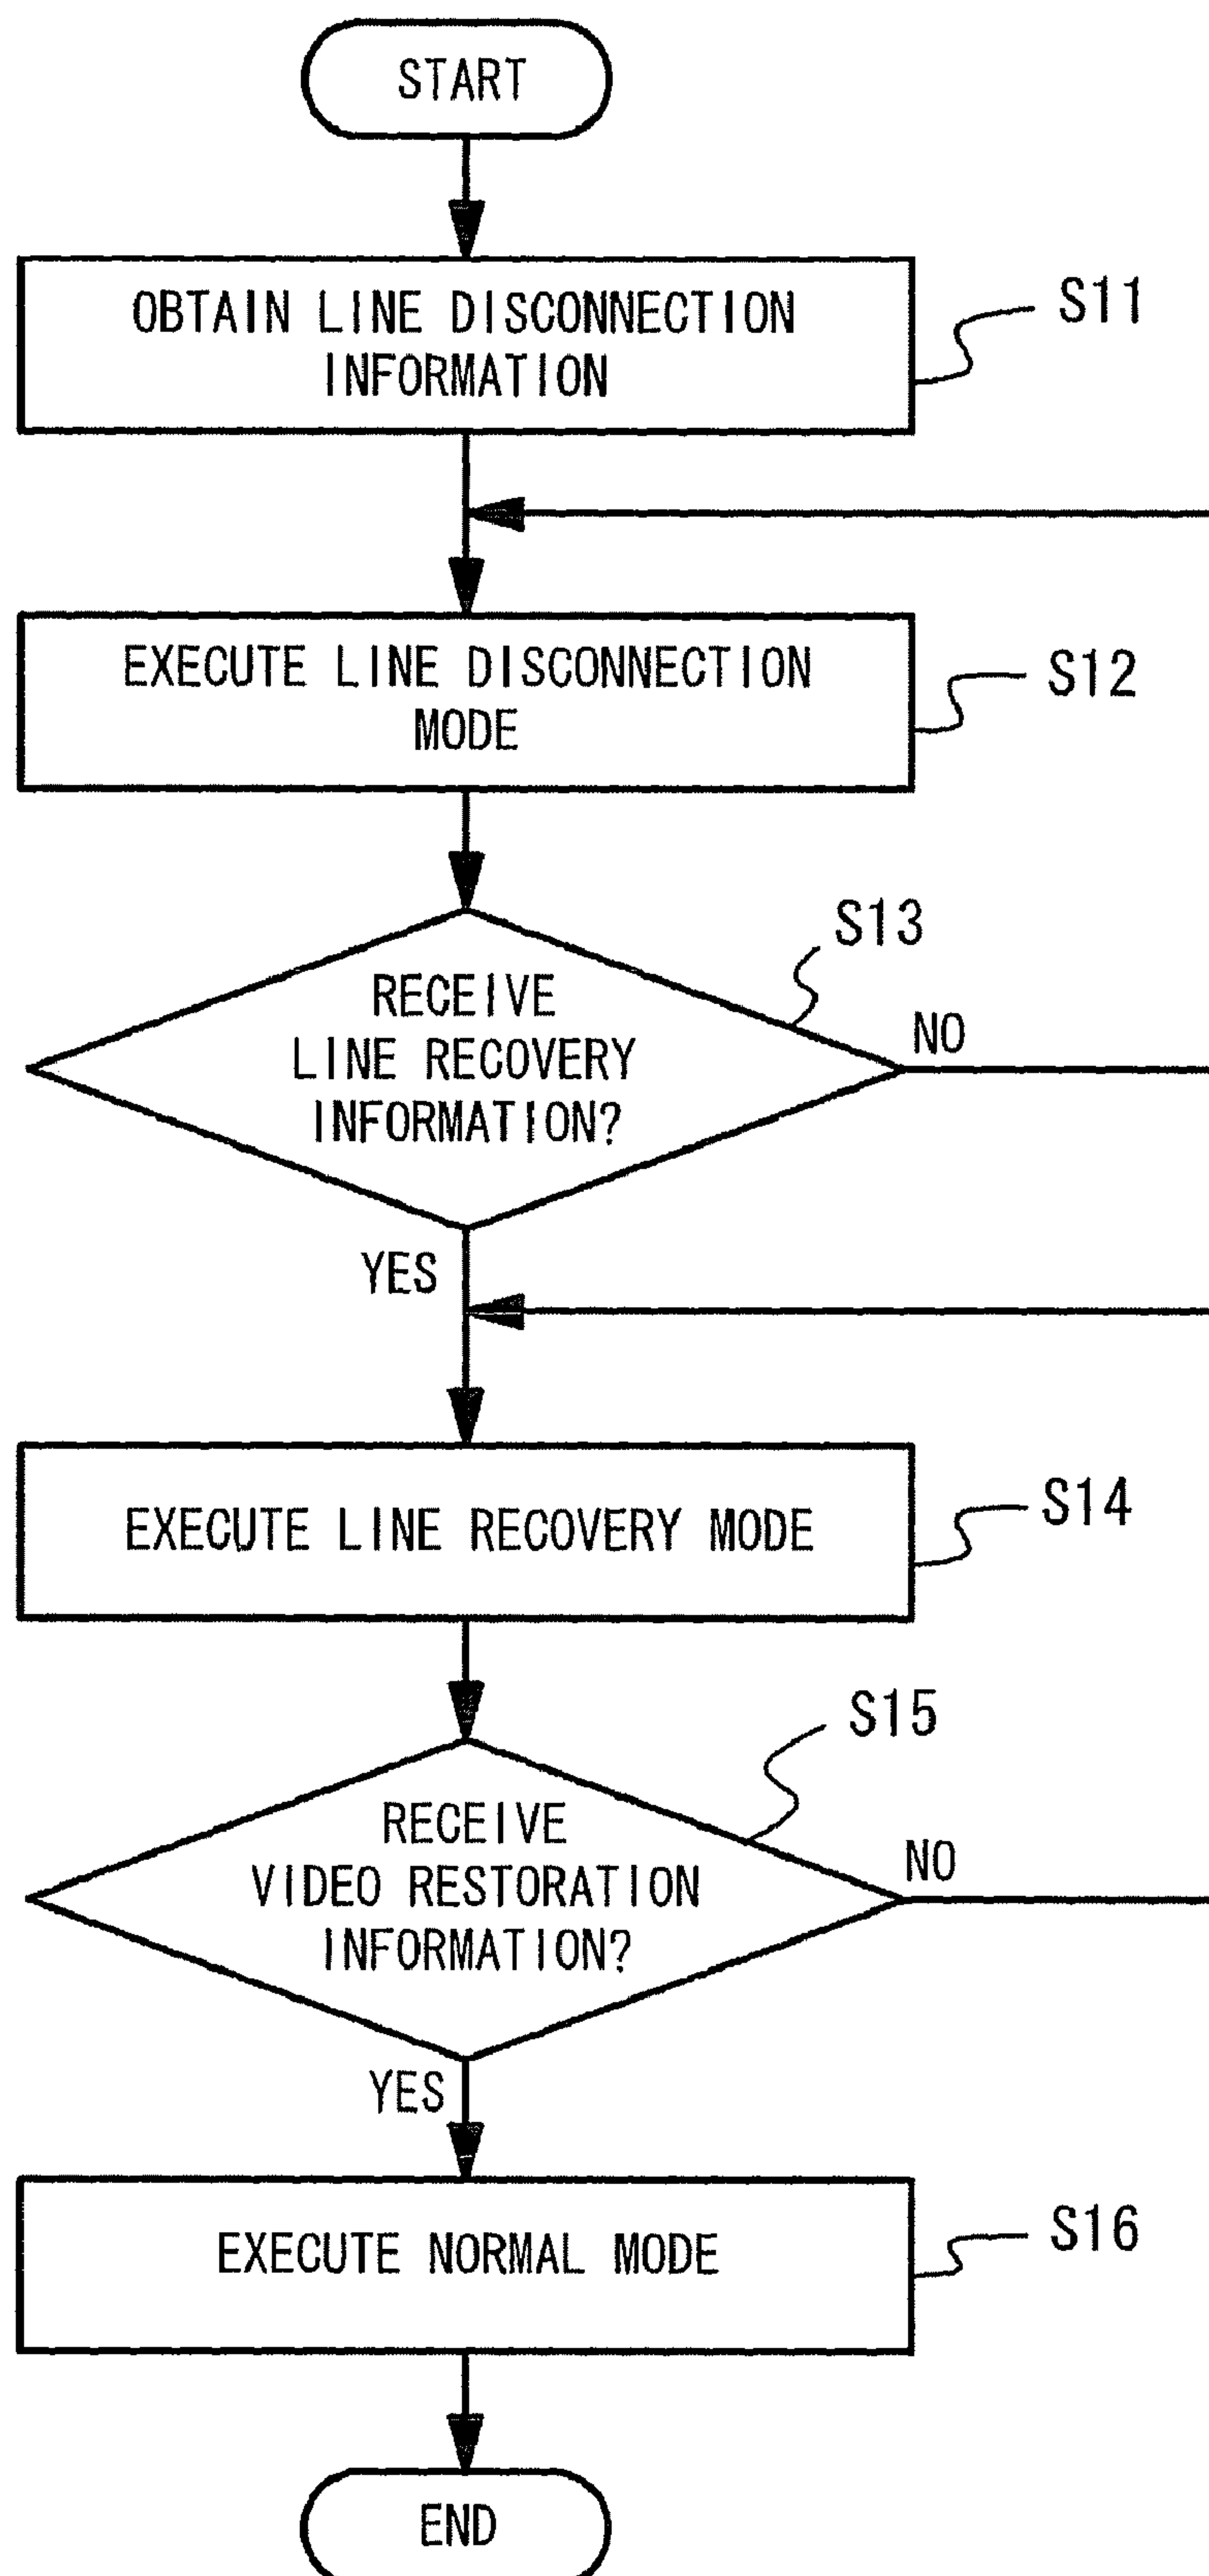 START
OBTAIN LINE DISCONNECTION
INFORMATION
S11
EXECUTE LINE DISCONNECTION
MODE
S12
S13
RECEIVE
LINE RECOVERY
INFORMATION?
NO
YES
EXECUTE LINE RECOVERY MODE
S14
S15
RECEIVE
VIDEO RESTORATION
INFORMATION?
NO
YES
EXECUTE NORMAL MODE
S16
END